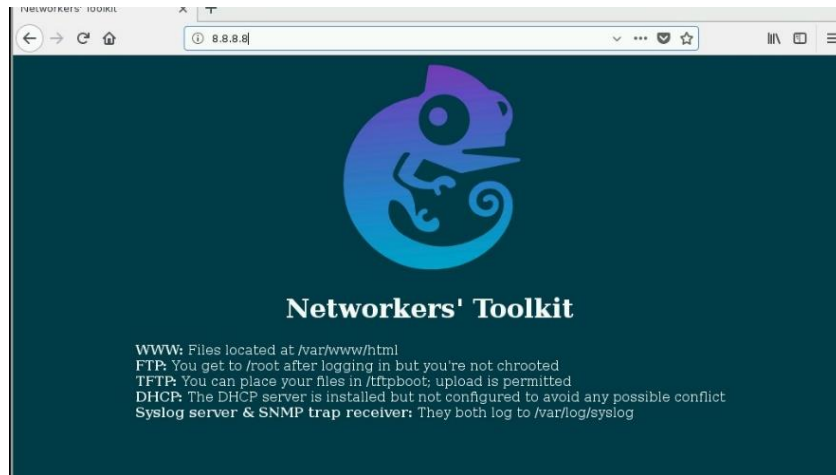 Networkers' Toolkit
8.8.8.8
Networkers' Toolkit
WWW: Files located at /var/www/html
FTP: You get to /root after logging in but you're not chrooted
TFTP: You can place your files in /tftpboot; upload is permitted
DHCP: The DHCP server is installed but not configured to avoid any possible conflict
Syslog server & SNMP trap receiver: They both log to /var/log/syslog